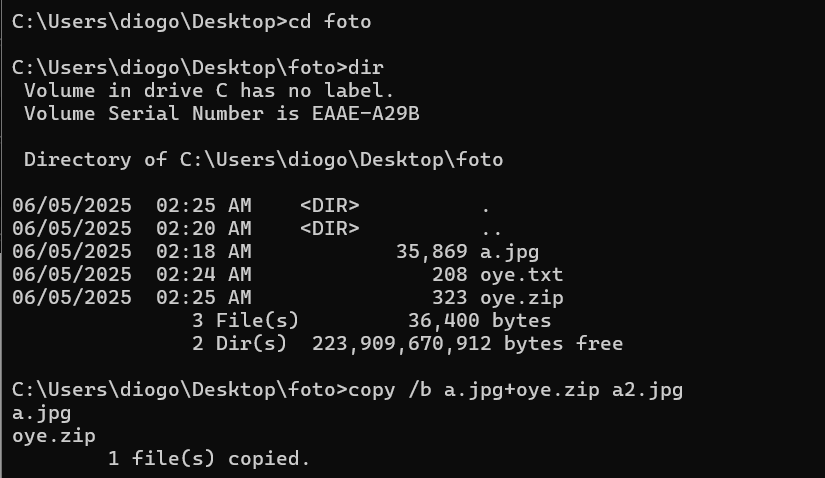 C:\Users\diogo\Desktop>cd foto
C:\Users\diogo\Desktop\foto>dir
 Volume in drive C has no label.
 Volume Serial Number is EAAE-A29B
 Directory of C:\Users\diogo\Desktop\foto
06/05/2025  02:25 AM    <DIR>          .
06/05/2025  02:20 AM    <DIR>          ..
06/05/2025  02:18 AM            35,869 a.jpg
06/05/2025  02:24 AM               208 oye.txt
06/05/2025  02:25 AM               323 oye.zip
               3 File(s)         36,400 bytes
               2 Dir(s)  223,909,670,912 bytes free
C:\Users\diogo\Desktop\foto>copy /b a.jpg+oye.zip a2.jpg
a.jpg
oye.zip
        1 file(s) copied.